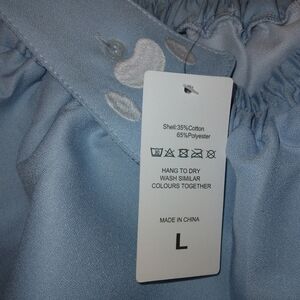 Shell:35%Cotton
65%Polyester
HANG TO DRY
WASH SIMILAR
COLOURS TOGETHER
MADE IN CHINA
L